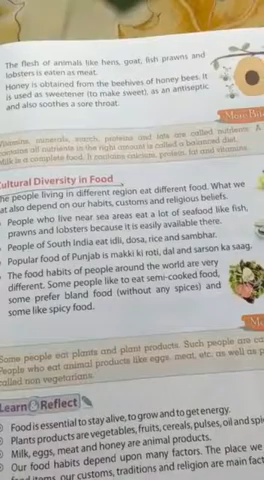 The flesh of animals like hens, goat, fish prawns and
lobsters is eaten as meat.
Honey is obtained from the beehives of honey bees. It
is used as sweetener (to make sweet), as an antiseptic
and also soothes a sore throat.
More Bit
Vitamins, minerals, starch, proteins and fats are called nutrients. A
contains all nutrients in the right amount is called a balanced diet.
Milk is a complete food. It contains calcium, protein, fat and vitamins.
Cultural Diversity in Food
The people living in different region eat different food. What we
eat also depend on our habits, customs and religious beliefs.
People who live near sea areas eat a lot of seafood like fish,
prawns and lobsters because it is easily available there.
People of South India eat idli, dosa, rice and sambhar.
Popular food of Punjab is makki ki roti, dal and sarson ka saag.
The food habits of people around the world are very
different. Some people like to eat semi-cooked food,
some prefer bland food (without any spices) and
some like spicy food.
Some people eat plants and plant products. Such people are ca
People who eat animal products like eggs, meat, etc. as well as p
called non vegetarians.
Learn Reflect
Food is essential to stay alive, to grow and to get energy.
Plants products are vegetables, fruits, cereals, pulses, oil and spi
Milk, eggs, meat and honey are animal products.
Our food habits depend upon many factors. The place we
food items, our customs, traditions and religion are main fact